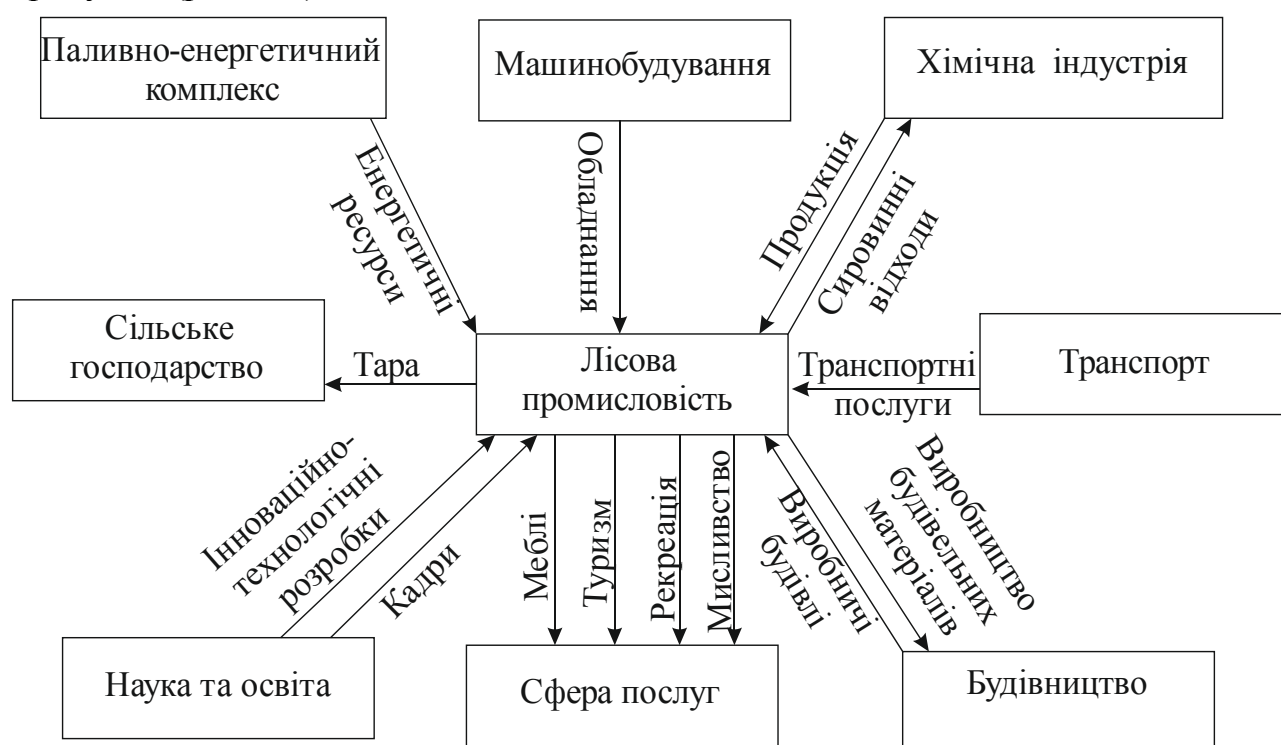 Паливно-енергетичний
комплекс
Машинобудування
Хімічна індустрія
Енергетичні
ресурси
Обладнання
Продукція
Сировинні
відходи
Сільське
господарство
Тара
Лісова
промисловість
Транспортні
послуги
Транспорт
Інноваційно-
технологічні
розробки
Кадри
Меблі
Туризм
Рекреація
Мисливство
Виробничі
будівлі
Виробництво
будівельних
матеріалів
Наука та освіта
Сфера послуг
Будівництво